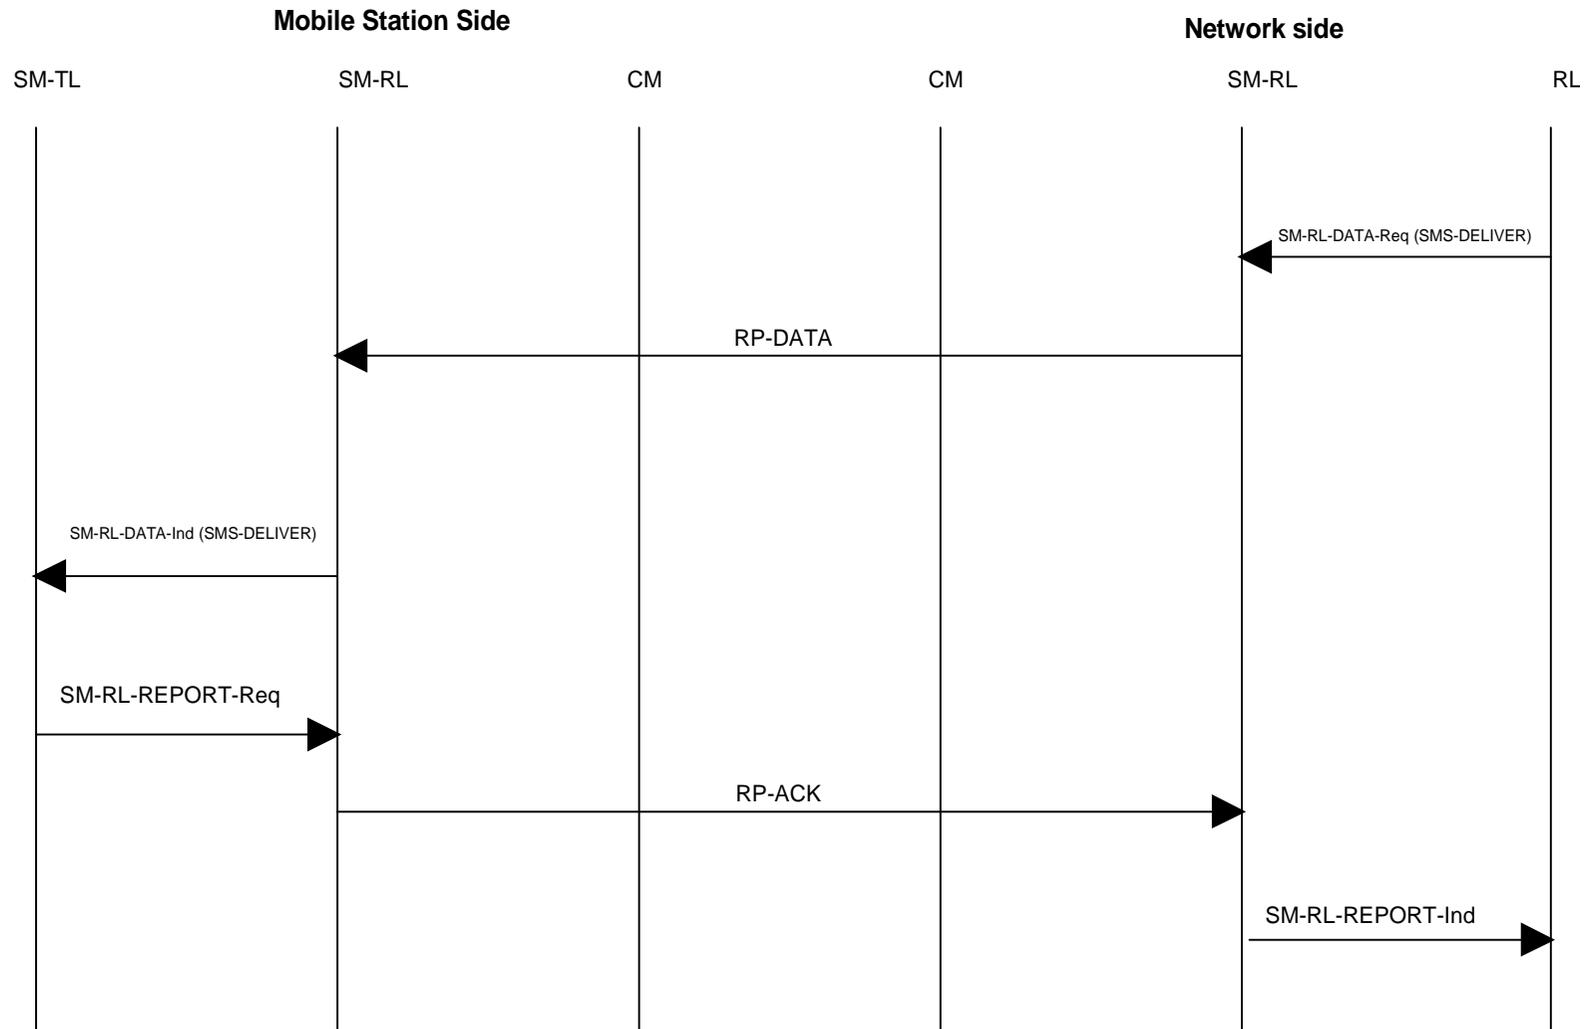 Mobile Station Side
Network side
SM-TL
SM-RL
CM
CM
SM-RL
RL
SM-RL-DATA-Req (SMS-DELIVER)
RP-DATA
SM-RL-DATA-Ind (SMS-DELIVER)
SM-RL-REPORT-Req
RP-ACK
SM-RL-REPORT-Ind